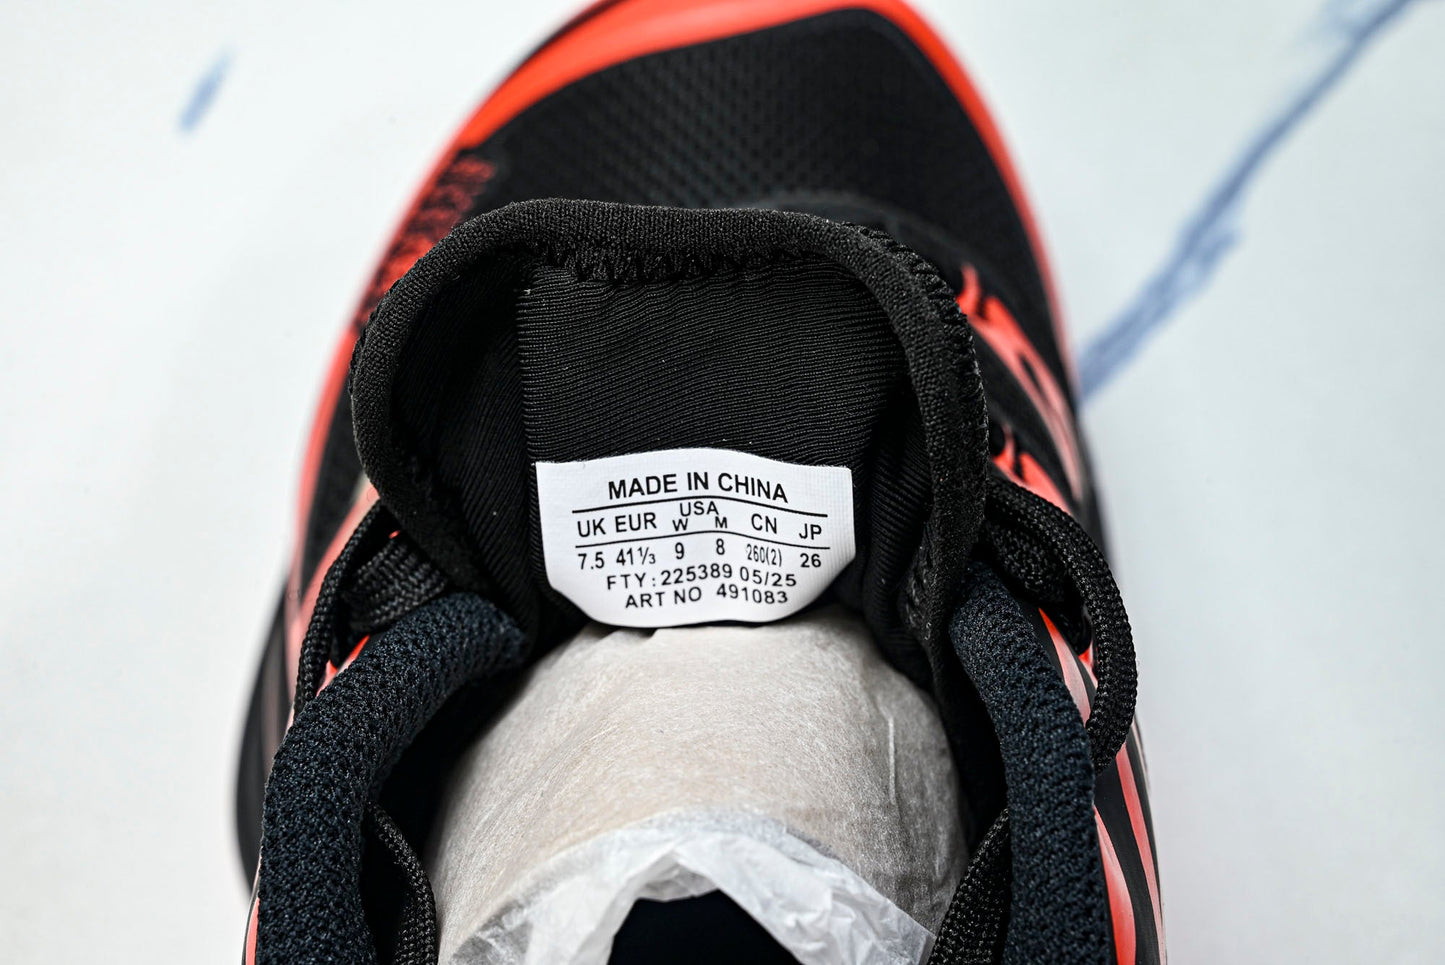 MADE IN CHINA
USA
UK EUR W M CN JP
7.5 41⅓ 9 8 260(2) 26
FTY: 225389 05/25
ART NO 491083